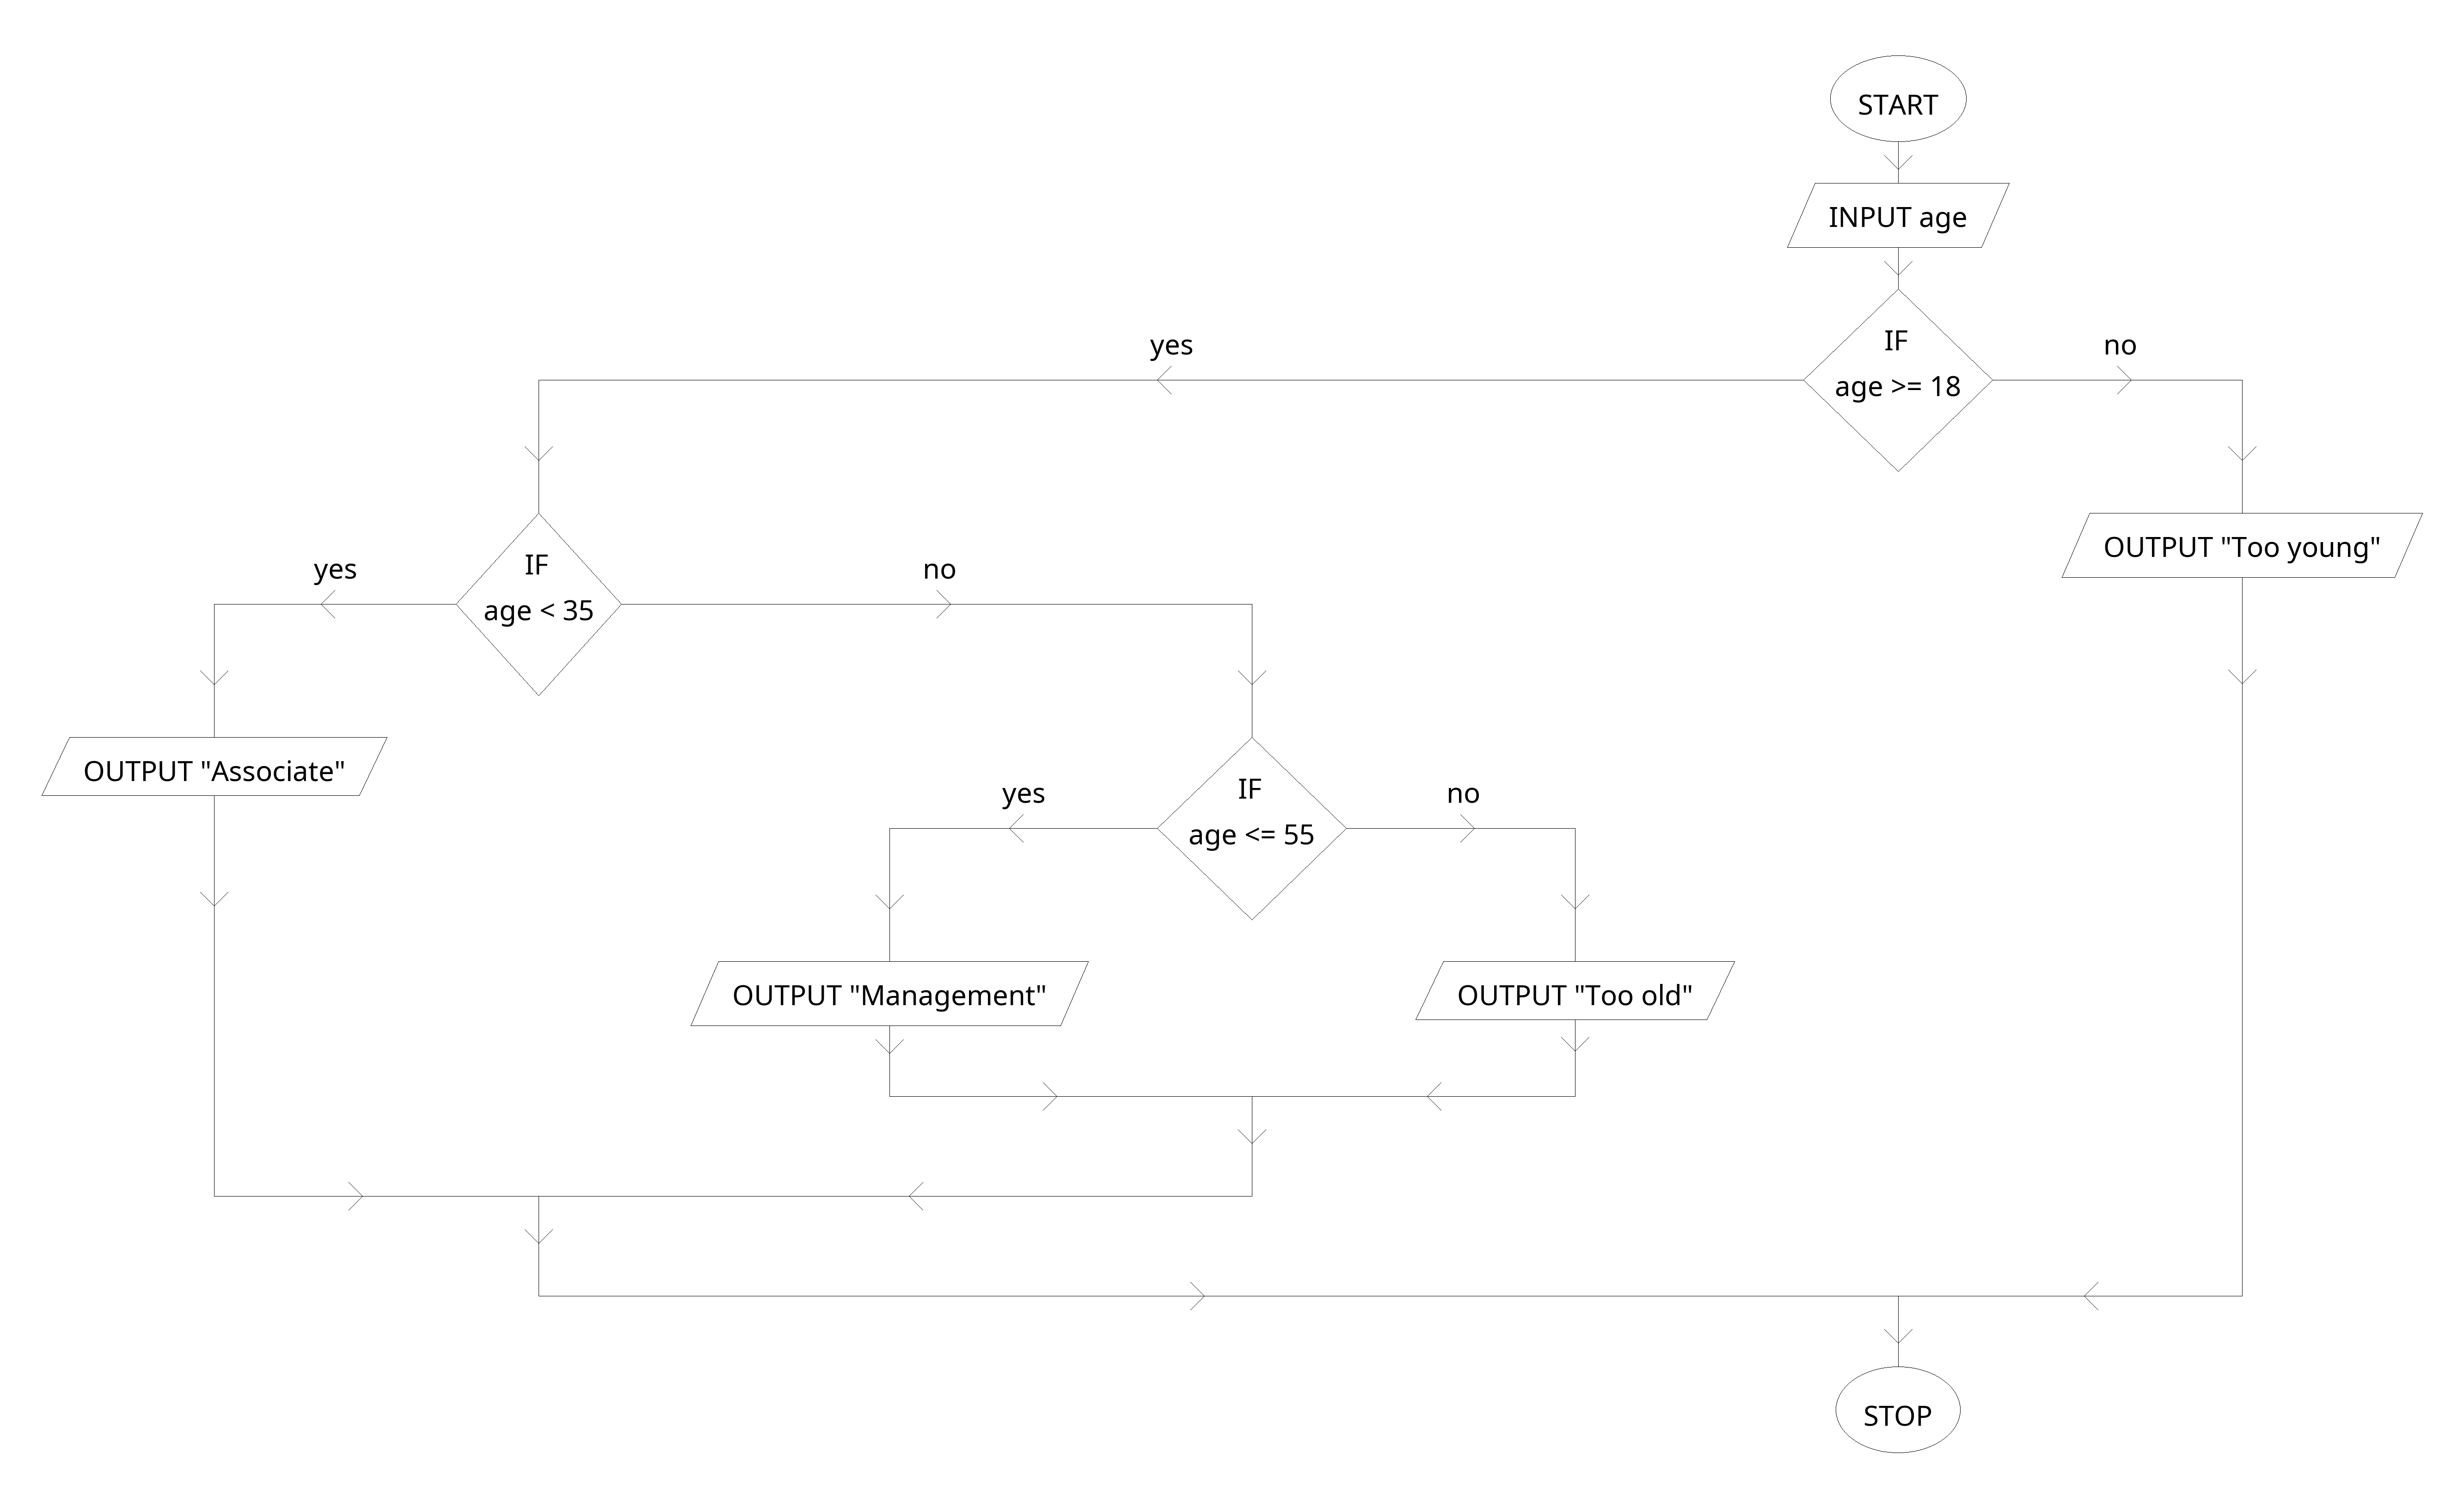 START
INPUT age
yes
IF
age >= 18
no
yes
IF
age < 35
no
OUTPUT "Too young"
OUTPUT "Associate"
yes
IF
age <= 55
no
OUTPUT "Management"
OUTPUT "Too old"
STOP